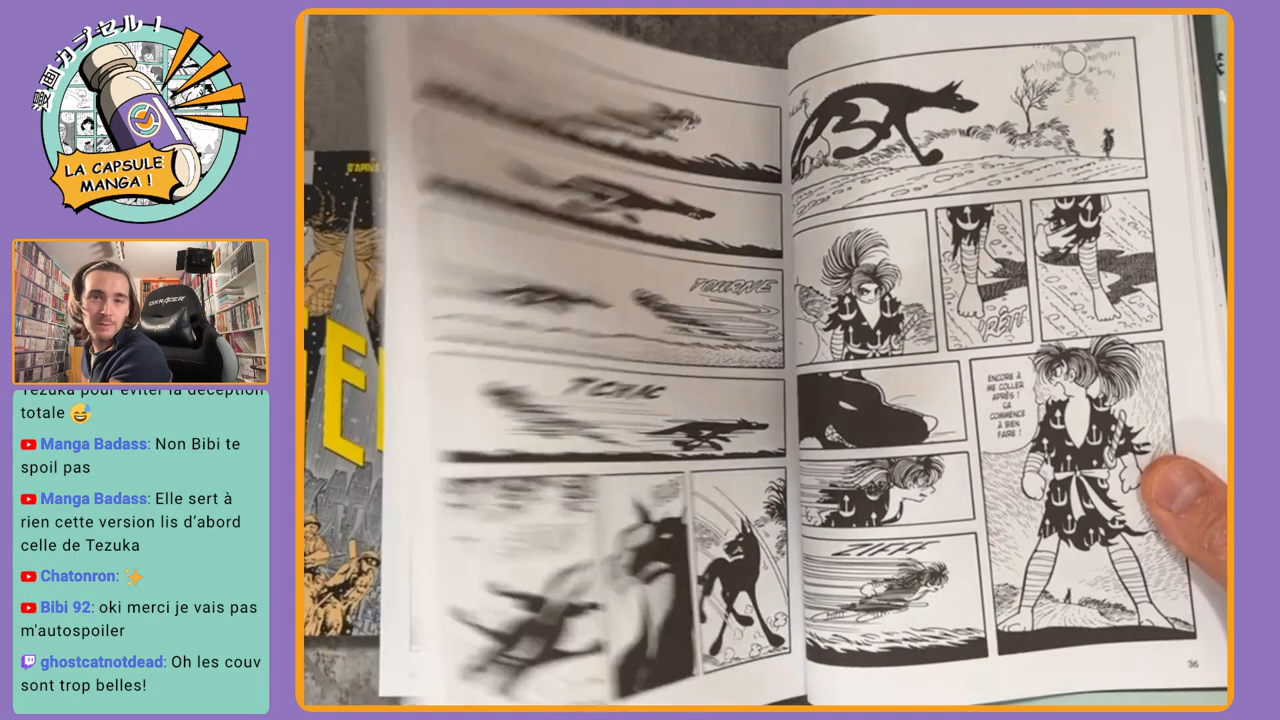 漫画カプセル!
LA CAPSULE
MANGA !
DXRACER
Tezuka pour éviter la déception
totale 😅
Manga Badass: Non Bibi te
spoil pas
Manga Badass: Elle sert à
rien cette version lis d'abord
celle de Tezuka
Chatonron: ✨
Bibi 92: oki merci je vais pas
m'autospoiler
ghostcatnotdead: Oh les couv
sont trop belles!
D'APRÈS
E
TOURNE
TCHIC
ARÊTT
ENCORE À
ME COLLER
APRÈS !
ÇA
COMMENCE
À BIEN
FAIRE !
ZIFFF
36